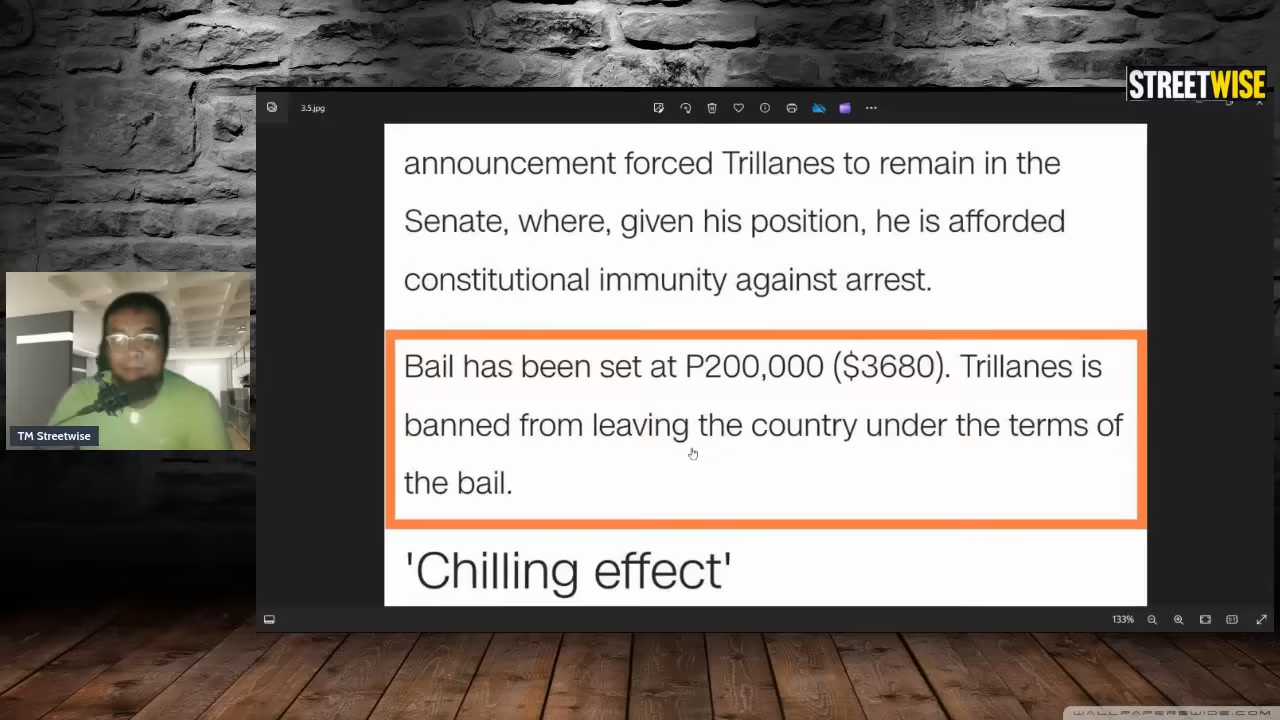 STREETWISE
3.5.jpg
announcement forced Trillanes to remain in the
Senate, where, given his position, he is afforded
constitutional immunity against arrest.
Bail has been set at P200,000 ($3680). Trillanes is
banned from leaving the country under the terms of
the bail.
'Chilling effect'
TM Streetwise
133%
WALLPAPERSWIDE.COM